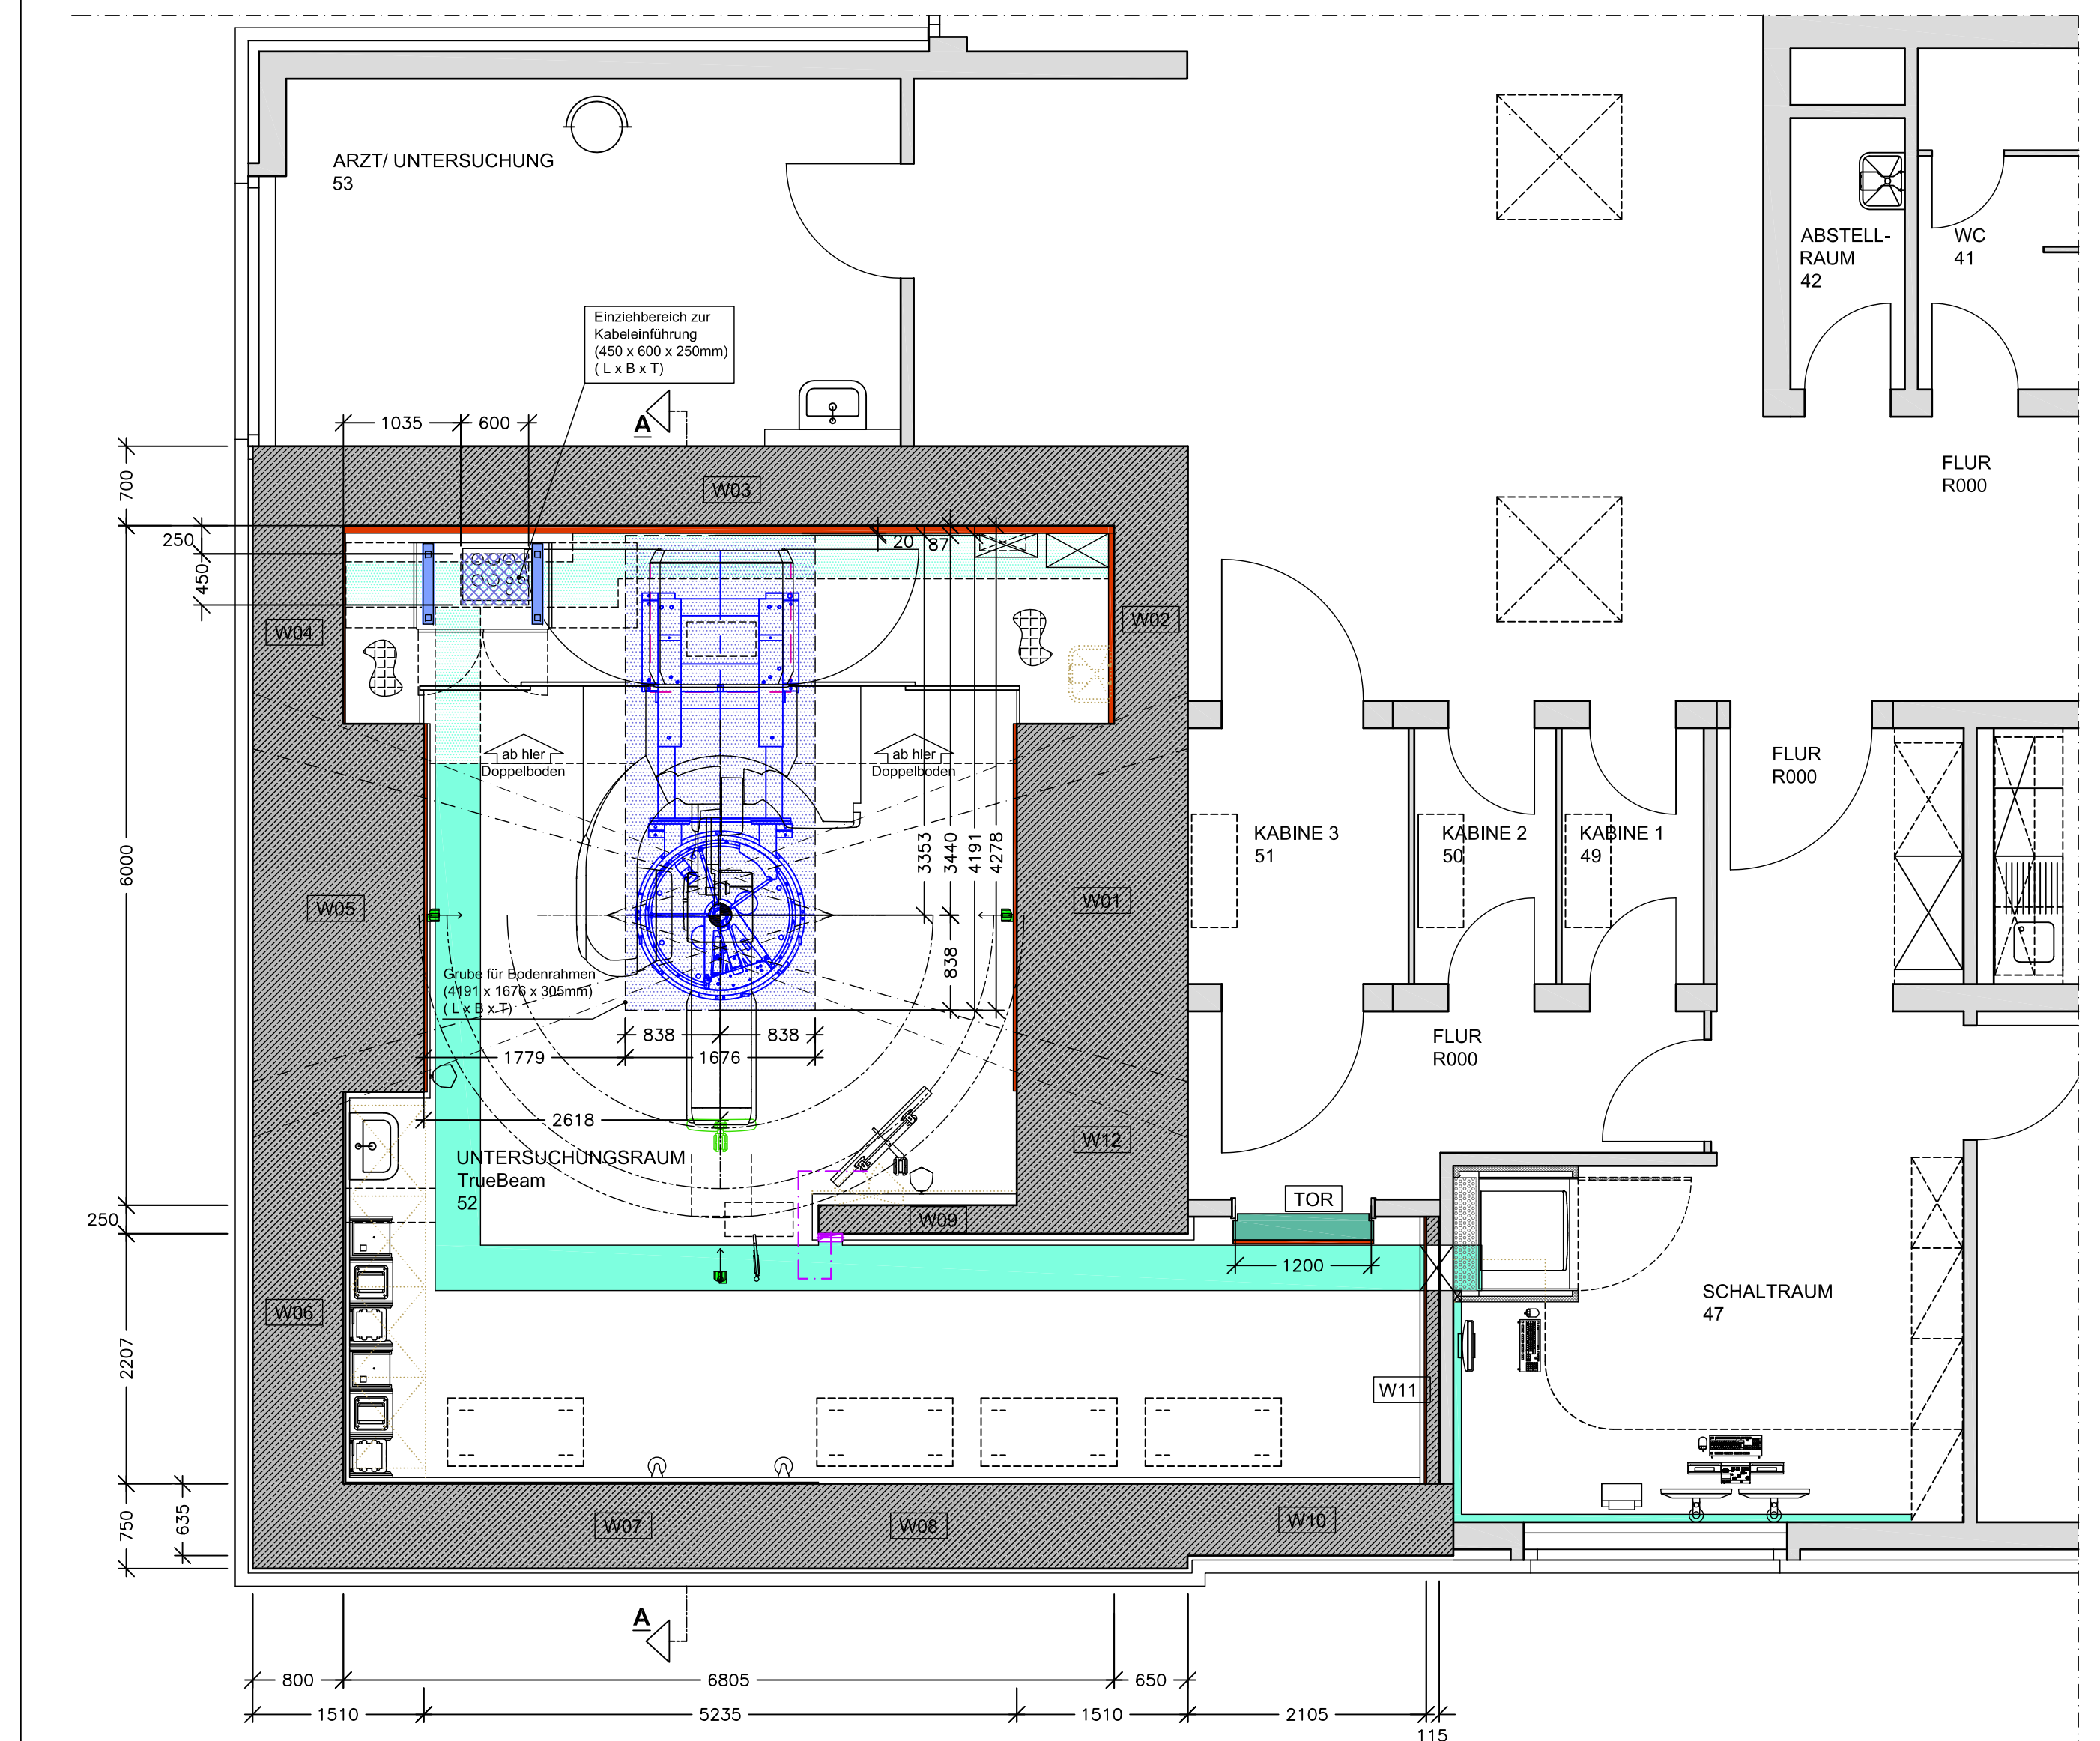 ARZT/ UNTERSUCHUNG
53
ABSTELL-
RAUM
42
WC
41
Einziehbereich zur
Kabeleinführung
(450 x 600 x 250mm)
( L x B x T)
1035
600
A
FLUR
R000
700
W03
250
450
20
87
W04
W02
ab hier
Doppelboden
ab hier
Doppelboden
FLUR
R000
6000
3353
3440
4191
4278
KABINE 3
51
KABINE 2
50
KABINE 1
49
W05
W01
838
Grube für Bodenrahmen
(4191 x 1676 x 305mm)
( L x B x T)
838
838
1779
1676
FLUR
R000
2618
W12
UNTERSUCHUNGSRAUM
TrueBeam
52
TOR
250
W09
1200
W06
SCHALTRAUM
47
2207
W11
750
635
W07
W08
W10
A
800
6805
650
1510
5235
1510
2105
115